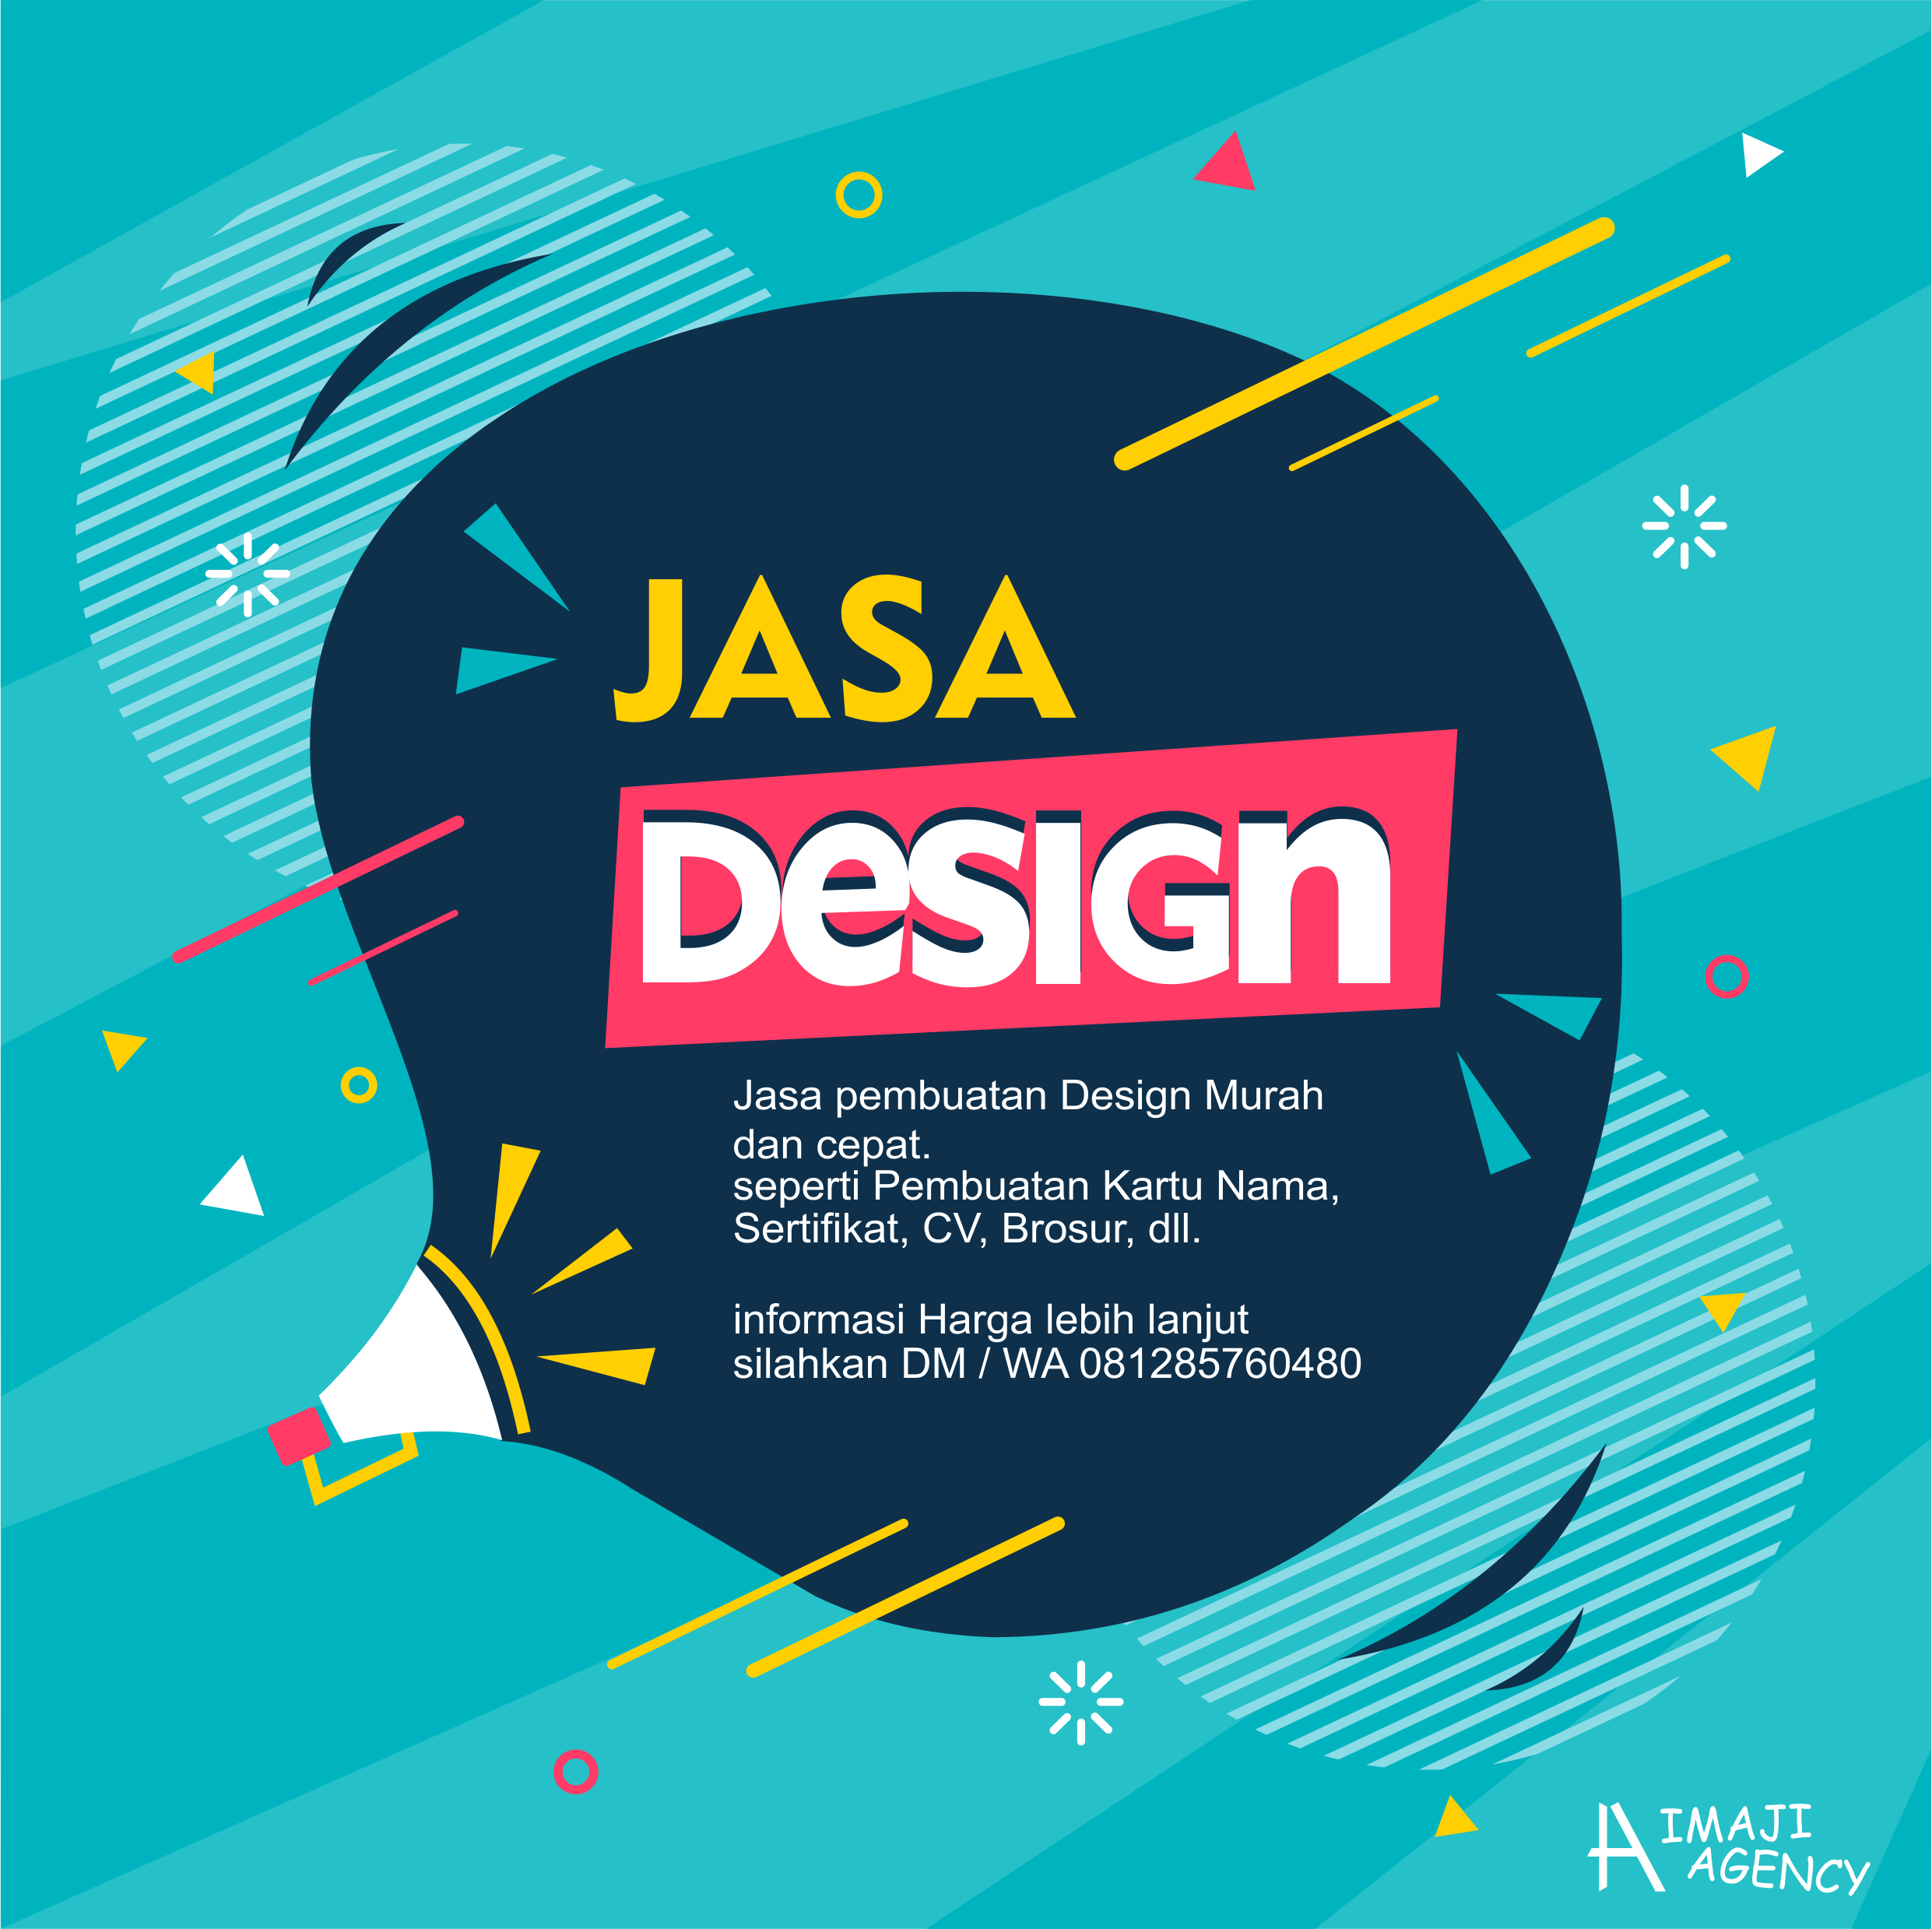 JASA
DesIGn
Jasa pembuatan Design Murah
dan cepat.
seperti Pembuatan Kartu Nama,
Sertifikat, CV, Brosur, dll.
informasi Harga lebih lanjut
silahkan DM / WA 081285760480
IMAJI
AGENCY